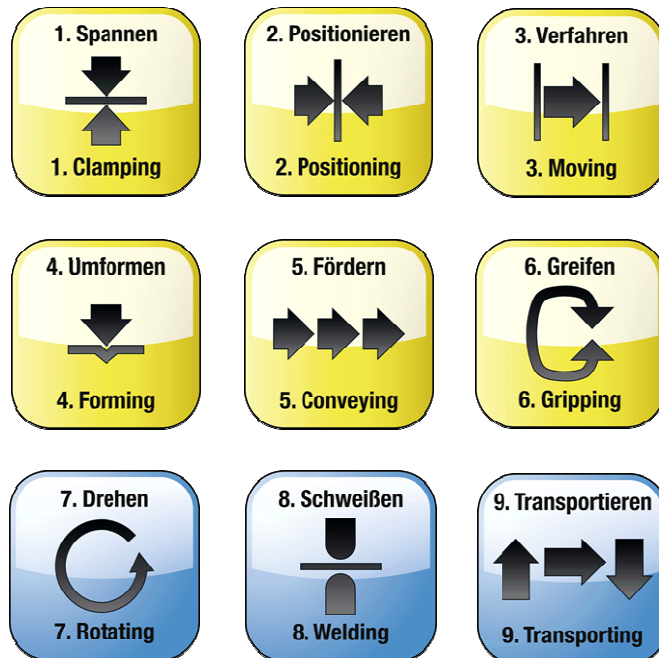 1. Spannen
1. Clamping
2. Positionieren
2. Positioning
3. Verfahren
3. Moving
4. Umformen
4. Forming
5. Fördern
5. Conveying
6. Greifen
6. Gripping
7. Drehen
7. Rotating
8. Schweißen
8. Welding
9. Transportieren
9. Transporting